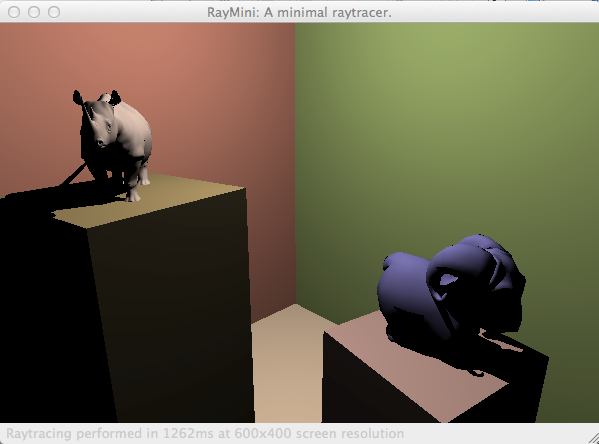 RayMini: A minimal raytracer.
Raytracing performed in 1262ms at 600x400 screen resolution